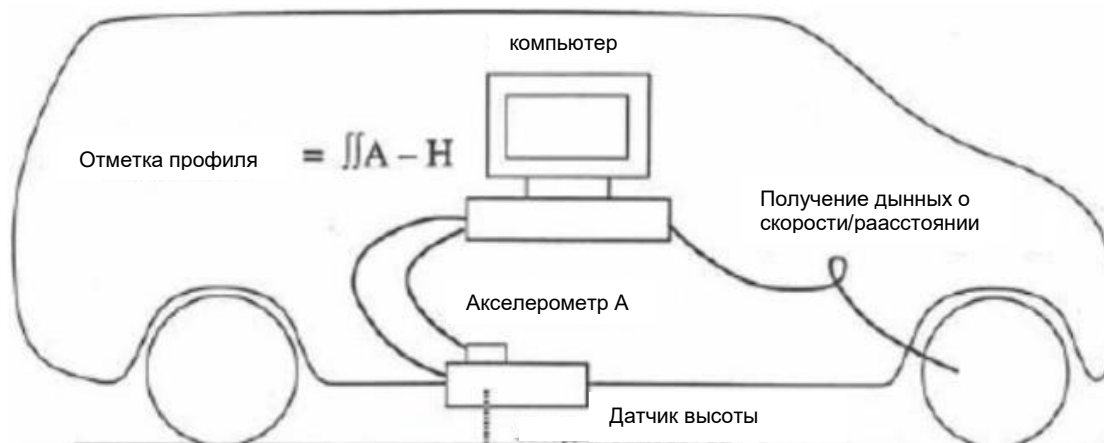 компьютер
Отметка профиля = ∬A – H
Получение дынных о
скорости/раасстоянии
Акселерометр А
Датчик высоты